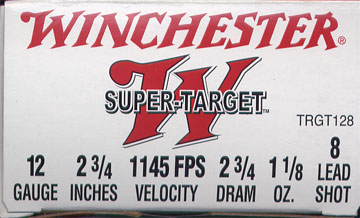 WINCHESTER®
W
SUPER-TARGET™
TRGT128
12 2 3/4 1145 FPS 2 3/4 1 1/8 8
GAUGE INCHES VELOCITY DRAM OZ. LEAD SHOT